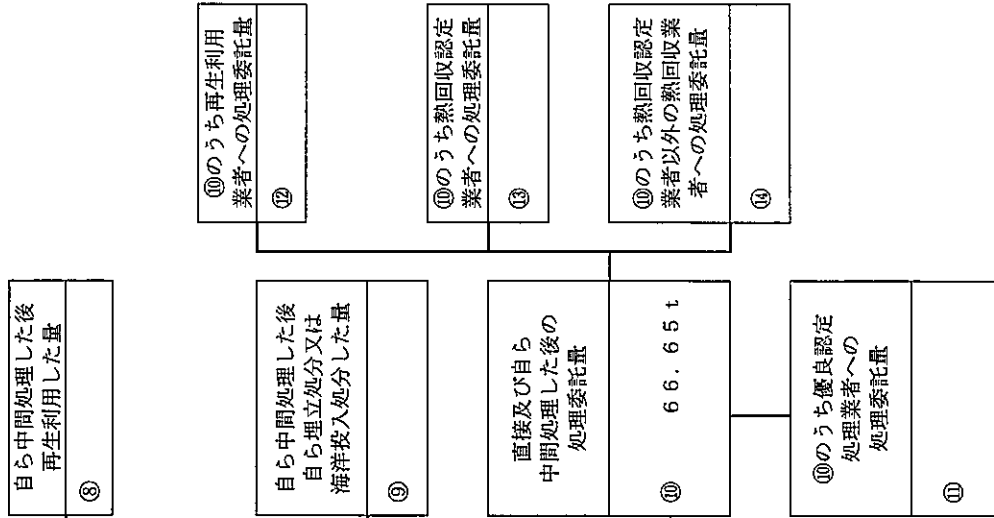 自ら中間処理した後
再生利用した量
⑧
自ら中間処理した後
自ら埋立処分又は
海洋投入処分した量
⑨
直接及び自ら
中間処理した後の
処理委託量
⑩ 66.65t
⑩のうち優良認定
処理業者への
処理委託量
⑪
⑩のうち再生利用
業者への処理委託量
⑫
⑩のうち熱回収認定
業者への処理委託量
⑬
⑩のうち熱回収認定
業者以外の熱回収業
者への処理委託量
⑭